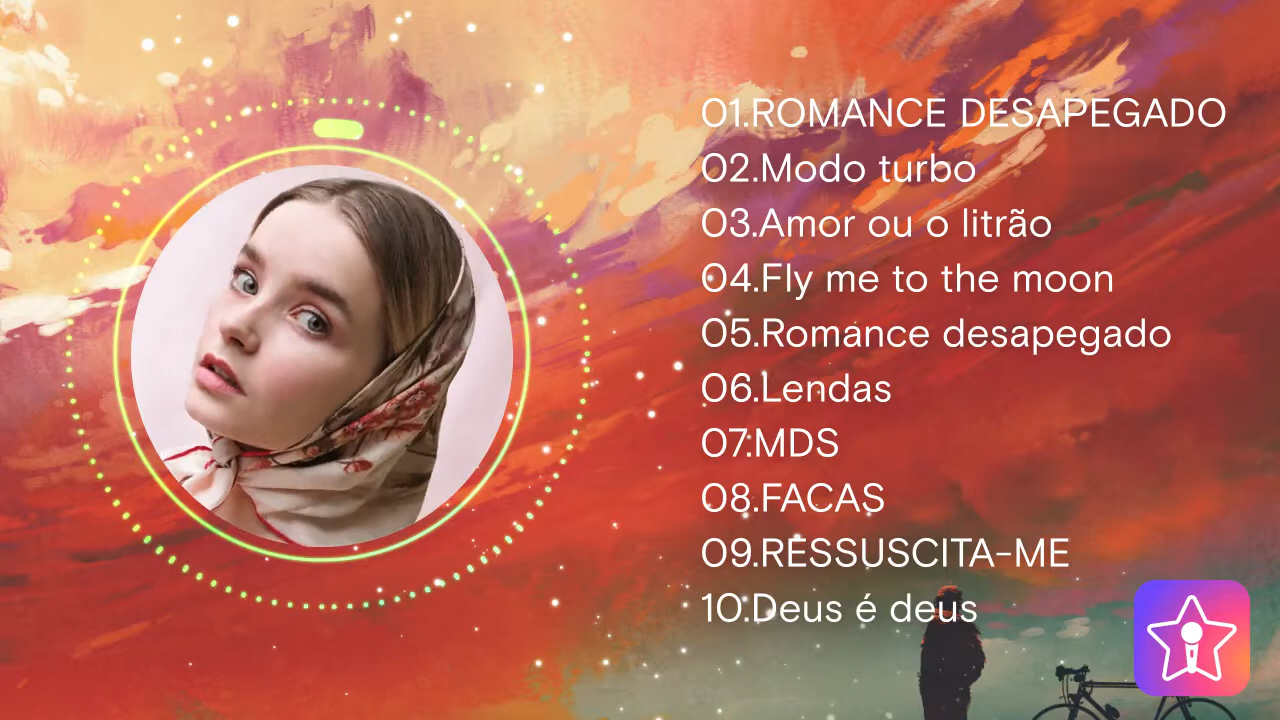 01.ROMANCE DESAPEGADO
02.Modo turbo
03.Amor ou o litrão
04.Fly me to the moon
05.Romance desapegado
06.Lendas
07.MDS
08.FACAS
09.RESSUSCITA-ME
10.Deus é deus